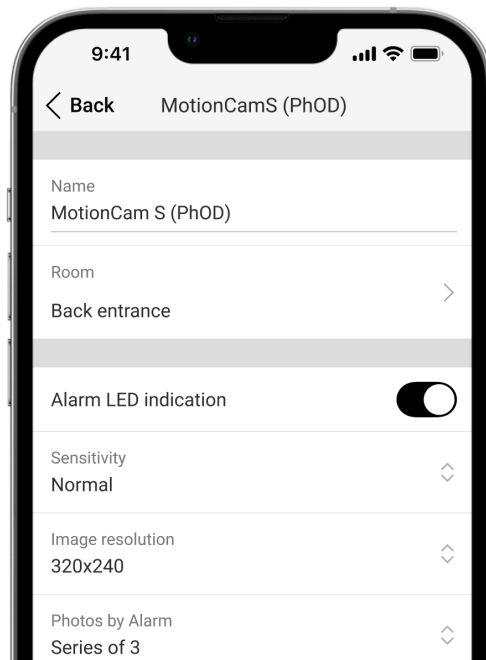 9:41
Back MotionCamS (PhOD)
Name
MotionCam S (PhOD)
Room
Back entrance
Alarm LED indication
Sensitivity
Normal
Image resolution
320x240
Photos by Alarm
Series of 3